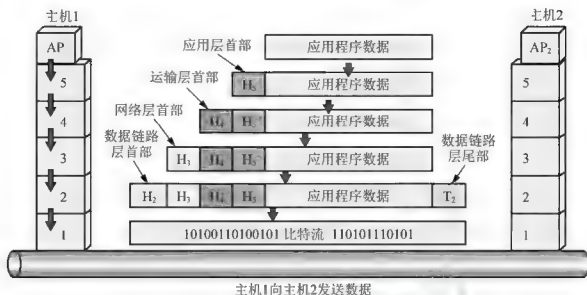 主机1
主机2
AP
应用层首部
应用程序数据
AP₂
5
H₅
应用程序数据
5
运输层首部
4
H₄
H₅
应用程序数据
4
网络层首部
数据链路
层首部
数据链路
层尾部
3
H₃
H₄
H₅
应用程序数据
3
2
H₂
H₃
H₄
H₅
应用程序数据
T₂
2
1
10100110100101 比特流 110101110101
1
主机1向主机2发送数据